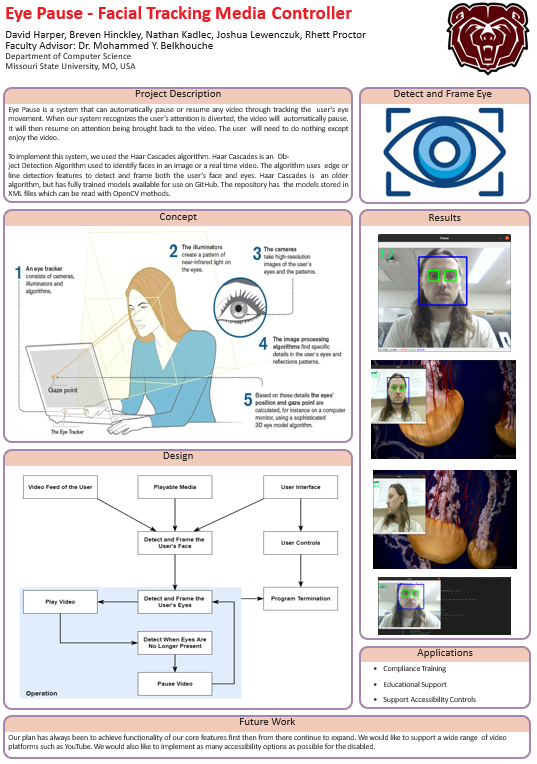 Eye Pause - Facial Tracking Media Controller
David Harper, Breven Hinckley, Nathan Kadlec, Joshua Lewenczuk, Rhett Proctor
Faculty Advisor: Dr. Mohammed Y. Belkhouche
Department of Computer Science
Missouri State University, MO, USA
Project Description
Eye Pause is a system that can automatically pause or resume any video through tracking the user's eye
movement. When our system recognizes the user's attention is diverted, the video will automatically pause.
It will then resume on attention being brought back to the video. The user will need to do nothing except
enjoy the video.
To implement this system, we used the Haar Cascades algorithm. Haar Cascades is an Ob-
ject Detection Algorithm used to identify faces in an image or a real time video. The algorithm uses edge or
line detection features to detect and frame both the user's face and eyes. Haar Cascades is an older
algorithm, but has fully trained models available for use on GitHub. The repository has the models stored in
XML files which can be read with OpenCV methods.
Detect and Frame Eye
Concept
1 An eye tracker
consists of cameras,
illuminators and
algorithms.
2 The illuminators
create a pattern of
near-infrared light on
the eyes.
3 The cameras
take high-resolution
images of the user's
eyes and the patterns.
4 The image processing
algorithms find specific
details in the user's eyes and
reflections patterns.
5 Based on these details the eyes'
position and gaze point are
calculated, for instance on a computer
monitor, using a sophisticated
3D eye model algorithm.
Gaze point
The Eye Tracker
Results
Design
Video Feed of the User
Playable Media
User Interface
Detect and Frame the
User's Face
User Controls
Play Video
Detect and Frame the
User's Eyes
Program Termination
Detect When Eyes Are
No Longer Present
Pause Video
Operation
Applications
• Compliance Training
• Educational Support
• Support Accessibility Controls
Future Work
Our plan has always been to achieve functionality of our core features first then from there continue to expand. We would like to support a wide range of video
platforms such as YouTube. We would also like to implement as many accessibility options as possible for the disabled.